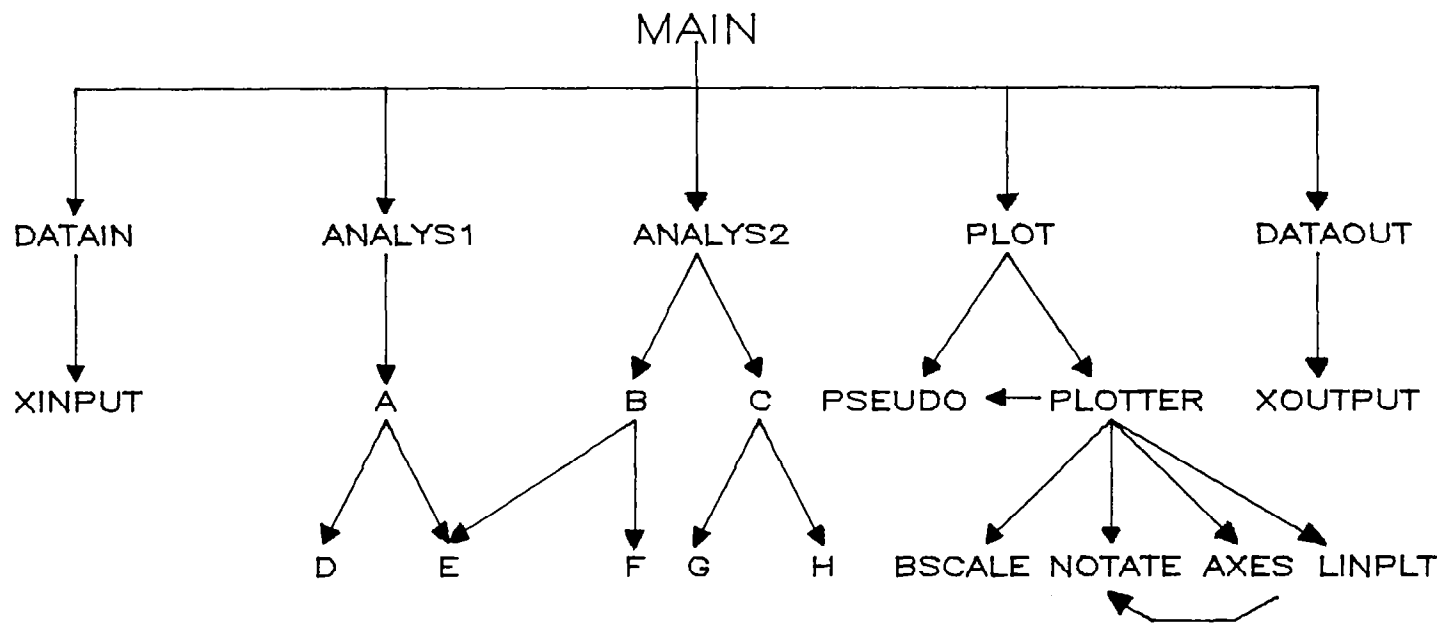 MAIN
DATAIN ANALYS1 ANALYS2 PLOT DATAOUT
XINPUT A B C PSEUDO PLOTTER XOUTPUT
D E F G H BSCALE NOTATE AXES LINPLT